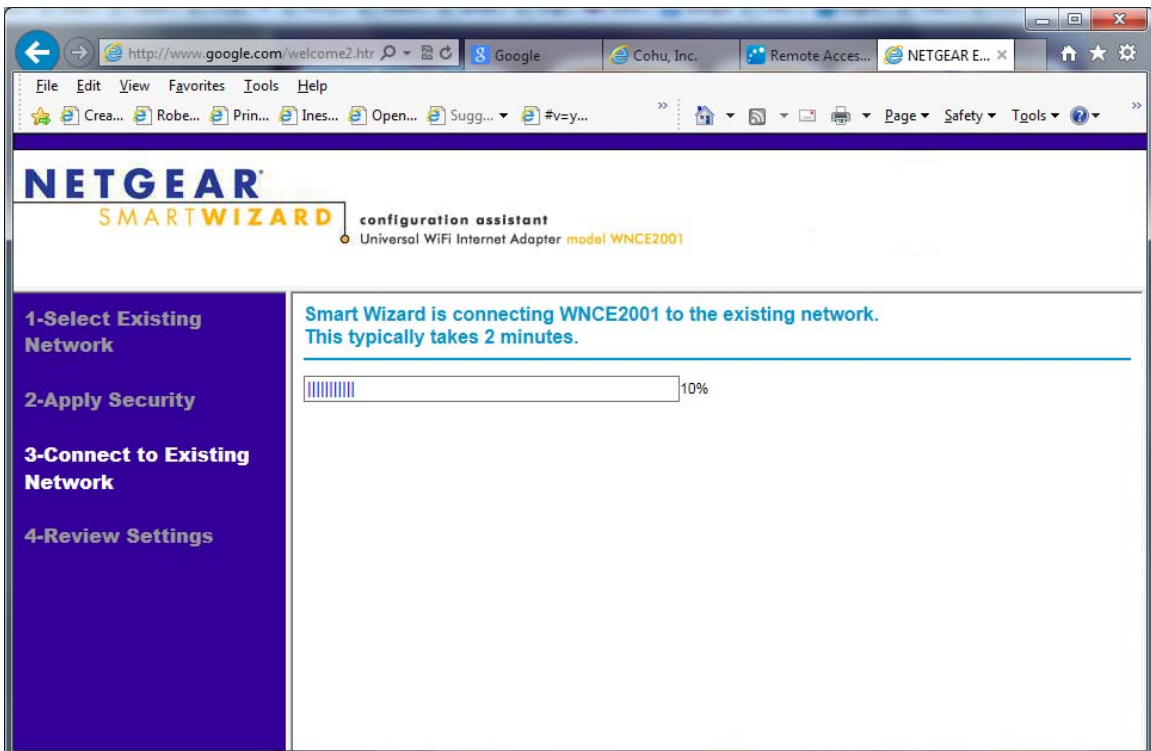 http://www.google.com/welcome2.htr
Google
Cohu, Inc.
Remote Acces...
NETGEAR E...
File Edit View Favorites Tools Help
Crea... Robe... Prin... Ines... Open... Sugg... #v=y... Page Safety Tools
NETGEAR
SMARTWIZARD
configuration assistant
Universal WiFi Internet Adapter model WNCE2001
1-Select Existing
Network
2-Apply Security
3-Connect to Existing
Network
4-Review Settings
Smart Wizard is connecting WNCE2001 to the existing network.
This typically takes 2 minutes.
10%